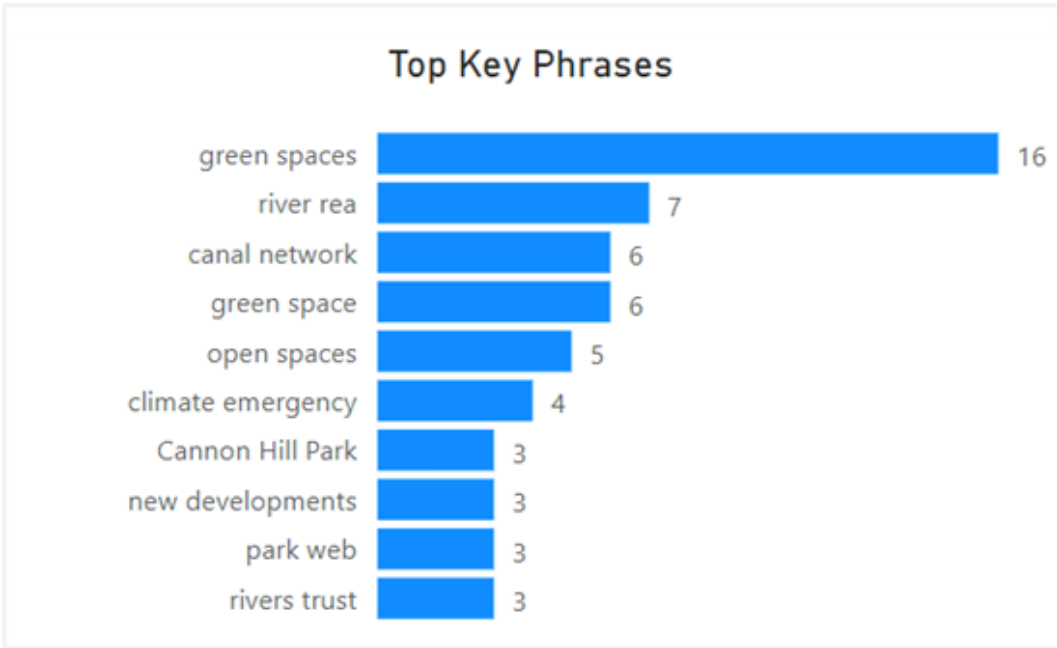 Top Key Phrases
green spaces 16
river rea 7
canal network 6
green space 6
open spaces 5
climate emergency 4
Cannon Hill Park 3
new developments 3
park web 3
rivers trust 3